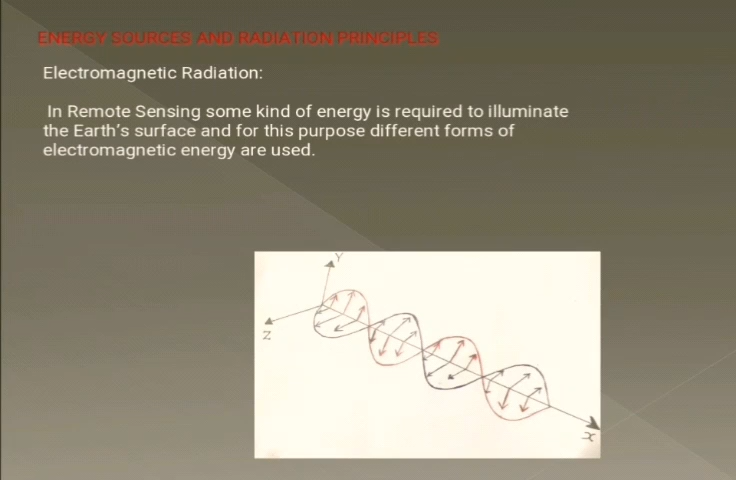 ENERGY SOURCES AND RADIATION PRINCIPLES
Electromagnetic Radiation:
In Remote Sensing some kind of energy is required to illuminate
the Earth's surface and for this purpose different forms of
electromagnetic energy are used.
Y
Z
x